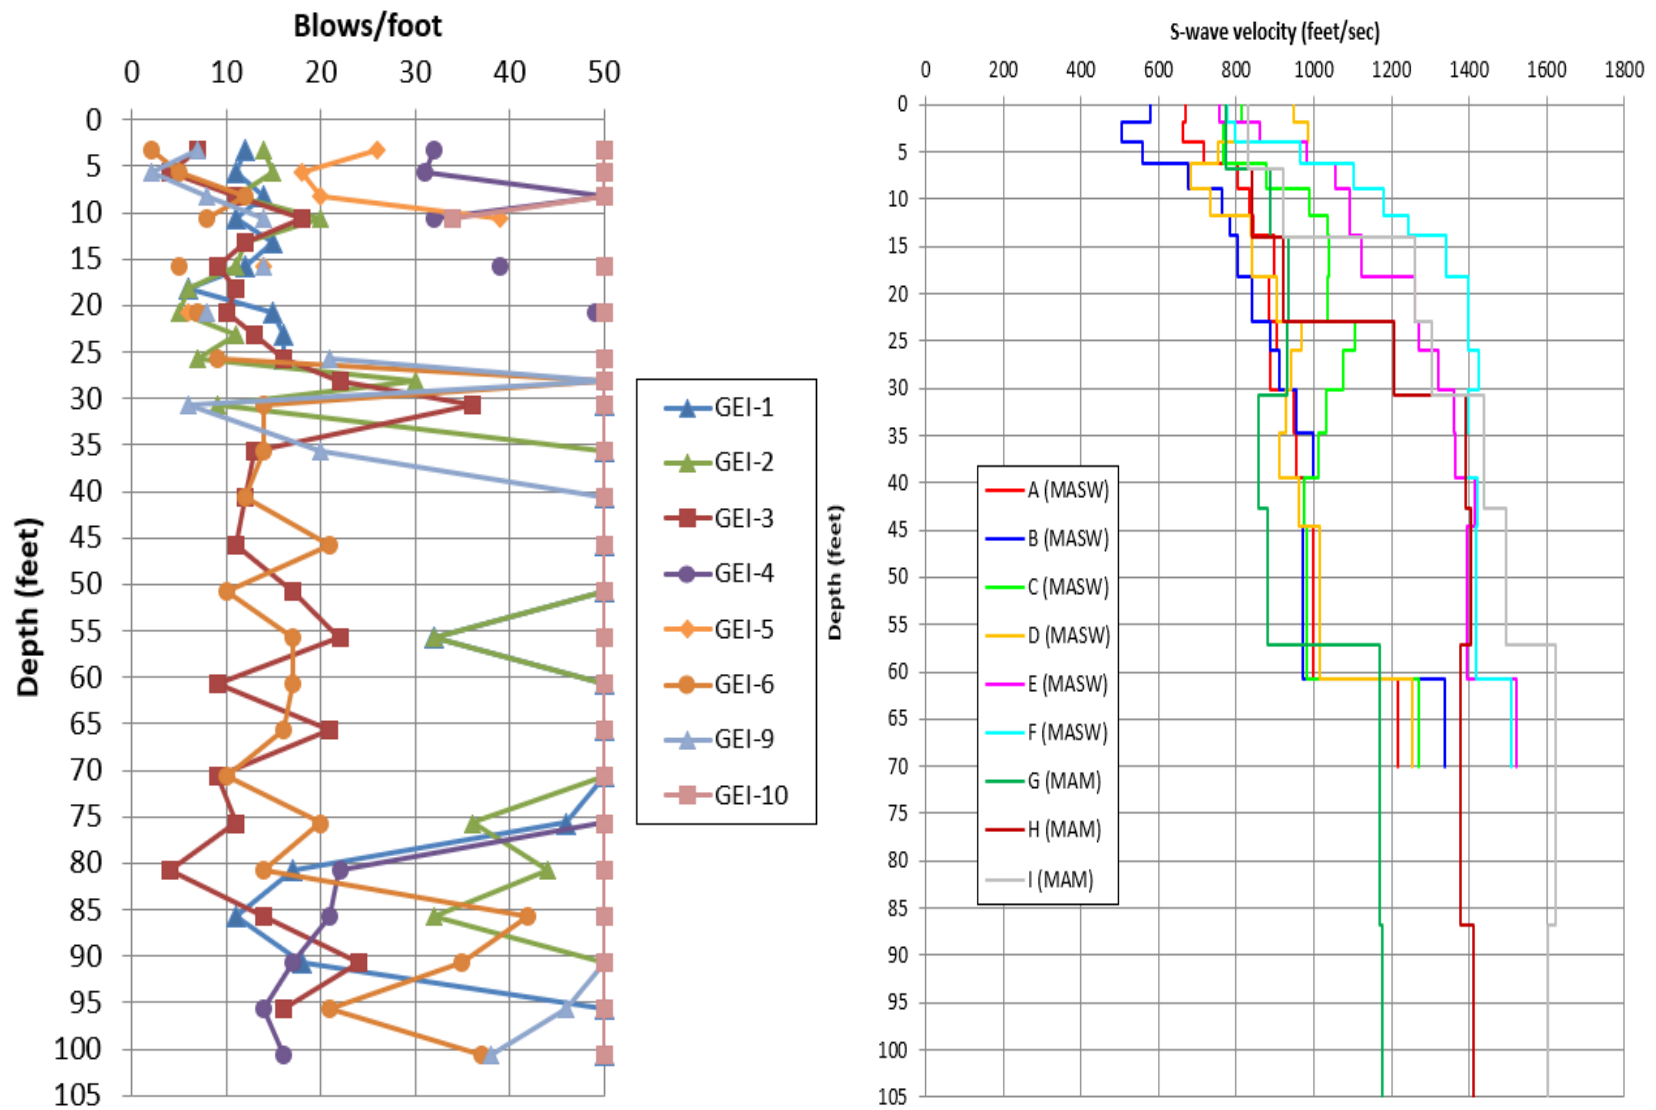 Blows/foot
0 10 20 30 40 50
0
5
10
15
20
25
30
35
40
45
50
55
60
65
70
75
80
85
90
95
100
105
Depth (feet)
GEI-1
GEI-2
GEI-3
GEI-4
GEI-5
GEI-6
GEI-9
GEI-10
S-wave velocity (feet/sec)
0 200 400 600 800 1000 1200 1400 1600 1800
0
5
10
15
20
25
30
35
40
45
50
55
60
65
70
75
80
85
90
95
100
105
Depth (feet)
A (MASW)
B (MASW)
C (MASW)
D (MASW)
E (MASW)
F (MASW)
G (MAM)
H (MAM)
I (MAM)